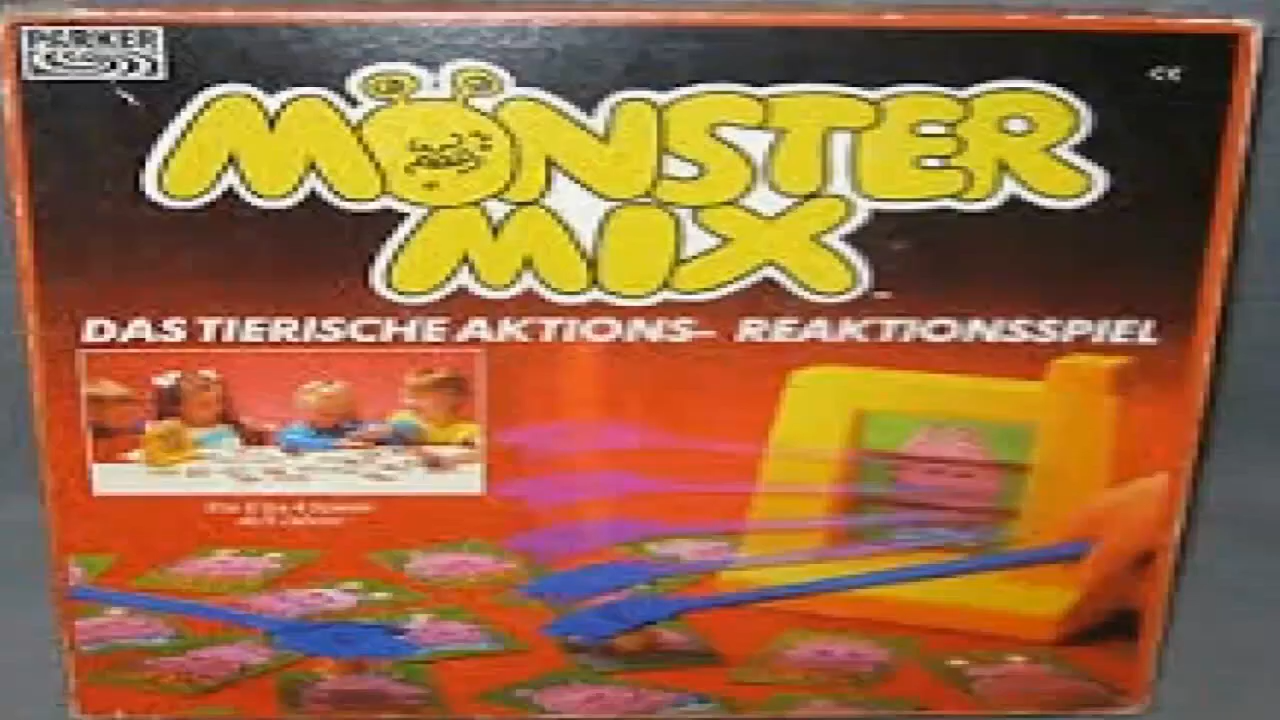 PARKER
MONSTER
MIX
DAS TIERISCHE AKTIONS- REAKTIONSSPIEL